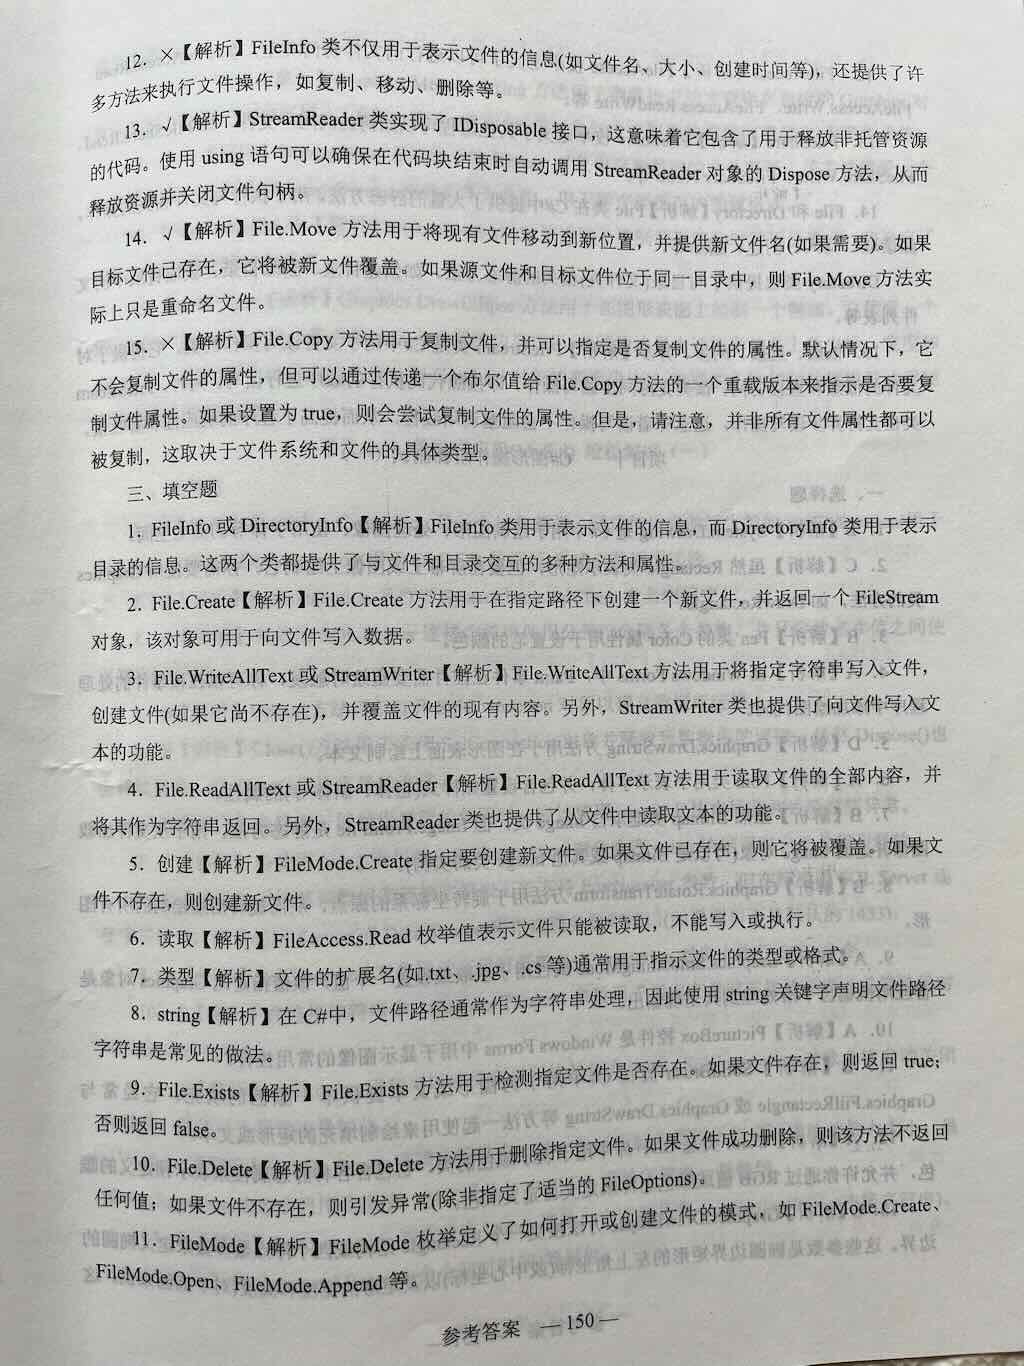 12．×【解析】FileInfo 类不仅用于表示文件的信息(如文件名、大小、创建时间等)，还提供了许
多方法来执行文件操作，如复制、移动、删除等。
13．√【解析】StreamReader 类实现了 IDisposable 接口，这意味着它包含了用于释放非托管资源
的代码。使用 using 语句可以确保在代码块结束时自动调用 StreamReader 对象的 Dispose 方法，从而
释放资源并关闭文件句柄。
14．√【解析】File.Move 方法用于将现有文件移动到新位置，并提供新文件名(如果需要)。如果
目标文件已存在，它将被新文件覆盖。如果源文件和目标文件位于同一目录中，则 File.Move 方法实
际上只是重命名文件。
15．×【解析】File.Copy 方法用于复制文件，并可以指定是否复制文件的属性。默认情况下，它
不会复制文件的属性，但可以通过传递一个布尔值给 File.Copy 方法的一个重载版本来指示是否要复
制文件属性。如果设置为 true，则会尝试复制文件的属性。但是，请注意，并非所有文件属性都可以
被复制，这取决于文件系统和文件的具体类型。
三、填空题
1．FileInfo 或 DirectoryInfo【解析】FileInfo 类用于表示文件的信息，而 DirectoryInfo 类用于表示
目录的信息。这两个类都提供了与文件和目录交互的多种方法和属性。
2．File.Create【解析】File.Create 方法用于在指定路径下创建一个新文件，并返回一个 FileStream
对象，该对象可用于向文件写入数据。
3．File.WriteAllText 或 StreamWriter【解析】File.WriteAllText 方法用于将指定字符串写入文件，
创建文件(如果它尚不存在)，并覆盖文件的现有内容。另外，StreamWriter 类也提供了向文件写入文
本的功能。
4．File.ReadAllText 或 StreamReader【解析】File.ReadAllText 方法用于读取文件的全部内容，并
将其作为字符串返回。另外，StreamReader 类也提供了从文件中读取文本的功能。
5．创建【解析】FileMode.Create 指定要创建新文件。如果文件已存在，则它将被覆盖。如果文
件不存在，则创建新文件。
6．读取【解析】FileAccess.Read 枚举值表示文件只能被读取，不能写入或执行。
7．类型【解析】文件的扩展名(如.txt、.jpg、.cs 等)通常用于指示文件的类型或格式。
8．string【解析】在 C#中，文件路径通常作为字符串处理，因此使用 string 关键字声明文件路径
字符串是常见的做法。
9．File.Exists【解析】File.Exists 方法用于检测指定文件是否存在。如果文件存在，则返回 true；
否则返回 false。
10．File.Delete【解析】File.Delete 方法用于删除指定文件。如果文件成功删除，则该方法不返回
任何值；如果文件不存在，则引发异常(除非指定了适当的 FileOptions)。
11．FileMode【解析】FileMode 枚举定义了如何打开或创建文件的模式，如 FileMode.Create、
FileMode.Open、FileMode.Append 等。
参考答案 —150—